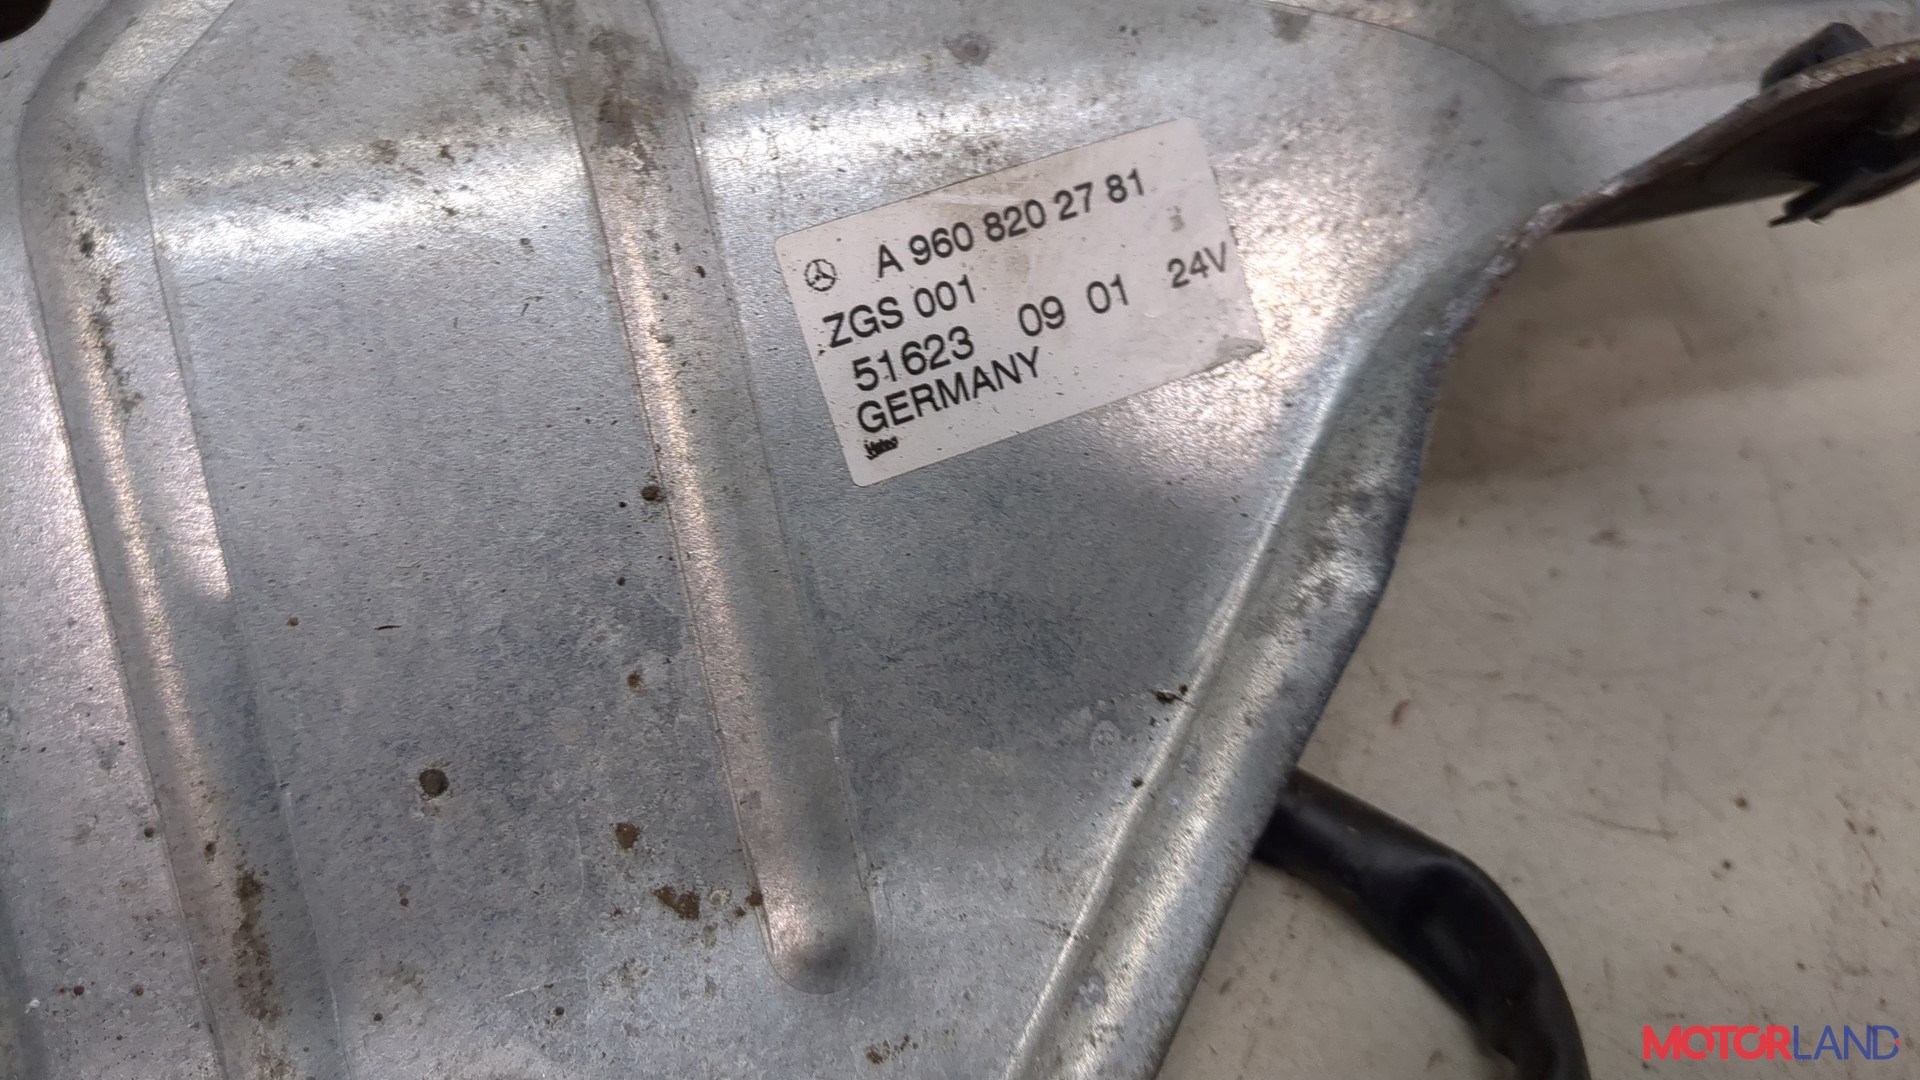 A 960 820 27 81
ZGS 001
51623 09 01 24V
GERMANY
MOTORLAND